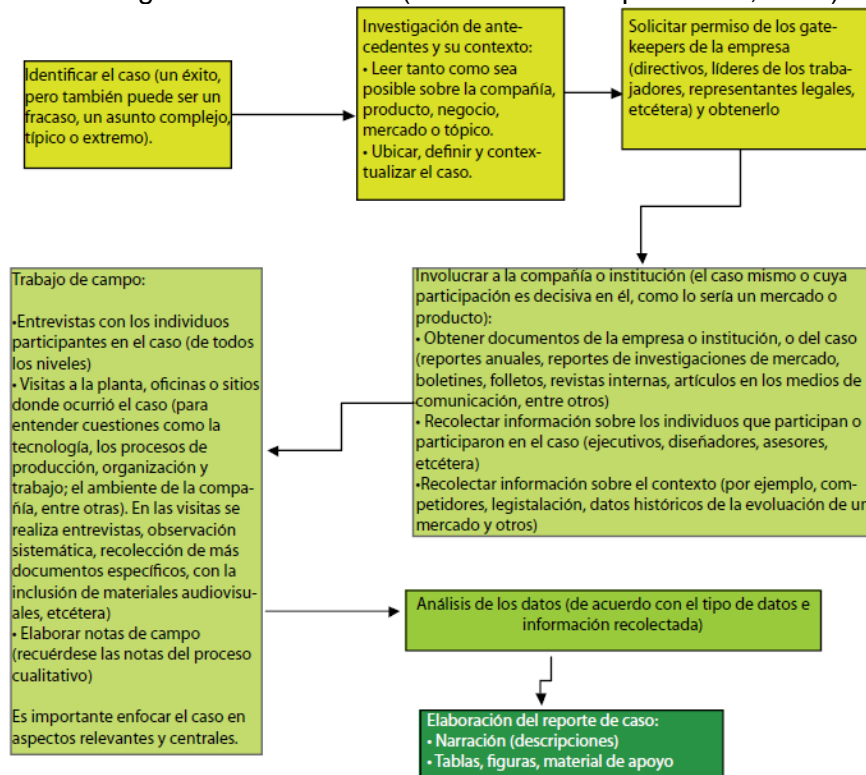 Identificar el caso (un éxito,
pero también puede ser un
fracaso, un asunto complejo,
típico o extremo).
Investigación de ante-
cedentes y su contexto:
• Leer tanto como sea
posible sobre la compañía,
producto, negocio,
mercado o tópico.
• Ubicar, definir y contex-
tualizar el caso.
Solicitar permiso de los gate-
keepers de la empresa
(directivos, líderes de los traba-
jadores, representantes legales,
etcétera) y obtenerlo
Involucrar a la compañía o institución (el caso mismo o cuya
participación es decisiva en él, como lo sería un mercado o
producto):
• Obtener documentos de la empresa o institución, o del caso
(reportes anuales, reportes de investigaciones de mercado,
boletines, folletos, revistas internas, artículos en los medios de
comunicación, entre otros)
• Recolectar información sobre los individuos que participan o
participaron en el caso (ejecutivos, diseñadores, asesores,
etcétera)
•Recolectar información sobre el contexto (por ejemplo, com-
petidores, legistalación, datos históricos de la evolución de un
mercado y otros)
Trabajo de campo:
•Entrevistas con los individuos
participantes en el caso (de todos
los niveles)
• Visitas a la planta, oficinas o sitios
donde ocurrió el caso (para
entender cuestiones como la
tecnología, los procesos de
producción, organización y
trabajo; el ambiente de la compa-
ñía, entre otras). En las visitas se
realiza entrevistas, observación
sistemática, recolección de más
documentos específicos, con la
inclusión de materiales audiovisu-
ales, etcétera)
• Elaborar notas de campo
(recuérdese las notas del proceso
cualitativo)
Es importante enfocar el caso en
aspectos relevantes y centrales.
Análisis de los datos (de acuerdo con el tipo de datos e
información recolectada)
Elaboración del reporte de caso:
• Narración (descripciones)
• Tablas, figuras, material de apoyo